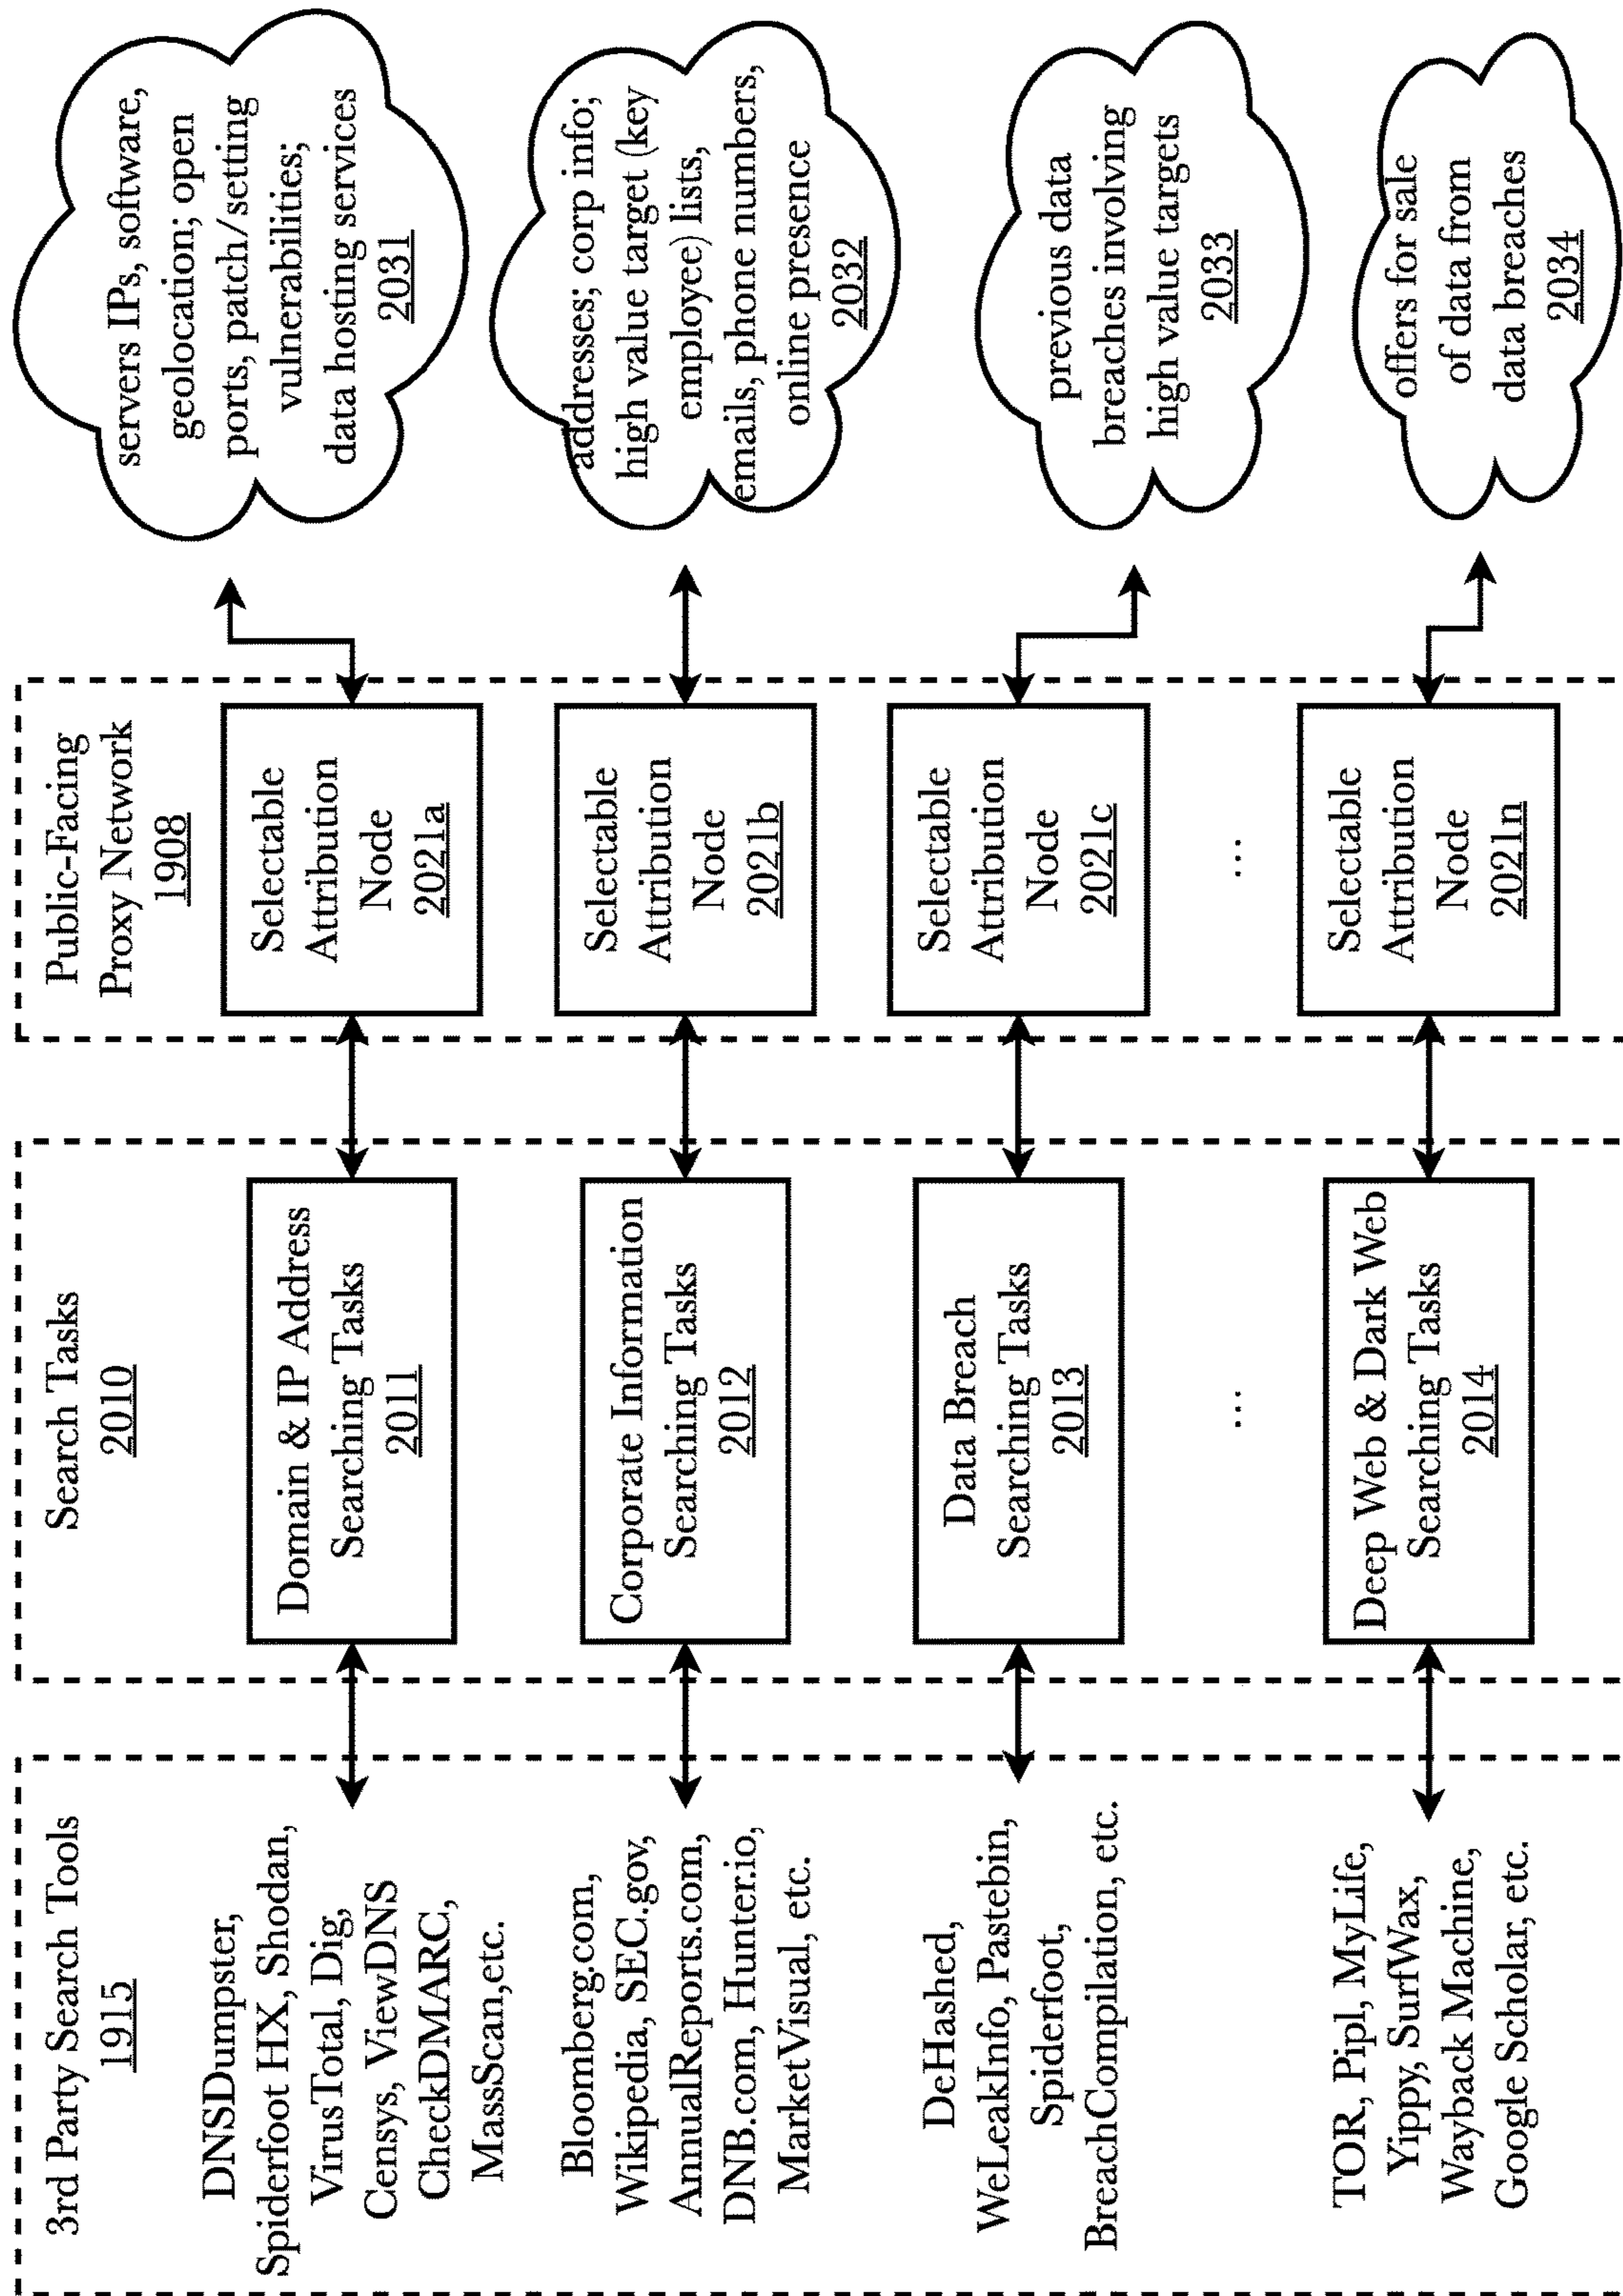 3rd Party Search Tools
1915
DNSDumpster,
Spiderfoot HX, Shodan,
VirusTotal, Dig,
Censys, ViewDNS
CheckDMARC,
MassScan,etc.
Bloomberg.com,
Wikipedia, SEC.gov,
AnnualReports.com,
DNB.com, Hunter.io,
MarketVisual, etc.
DeHashed,
WeLeakInfo, Pastebin,
Spiderfoot,
BreachCompilation, etc.
TOR, Pipl, MyLife,
Yippy, SurfWax,
Wayback Machine,
Google Scholar, etc.
Search Tasks
2010
Domain & IP Address
Searching Tasks
2011
Corporate Information
Searching Tasks
2012
Data Breach
Searching Tasks
2013
...
Deep Web & Dark Web
Searching Tasks
2014
Public-Facing
Proxy Network
1908
Selectable
Attribution
Node
2021a
Selectable
Attribution
Node
2021b
Selectable
Attribution
Node
2021c
...
Selectable
Attribution
Node
2021n
servers IPs, software,
geolocation; open
ports, patch/setting
vulnerabilities;
data hosting services
2031
addresses; corp info;
high value target (key
employee) lists,
emails, phone numbers,
online presence
2032
previous data
breaches involving
high value targets
2033
offers for sale
of data from
data breaches
2034